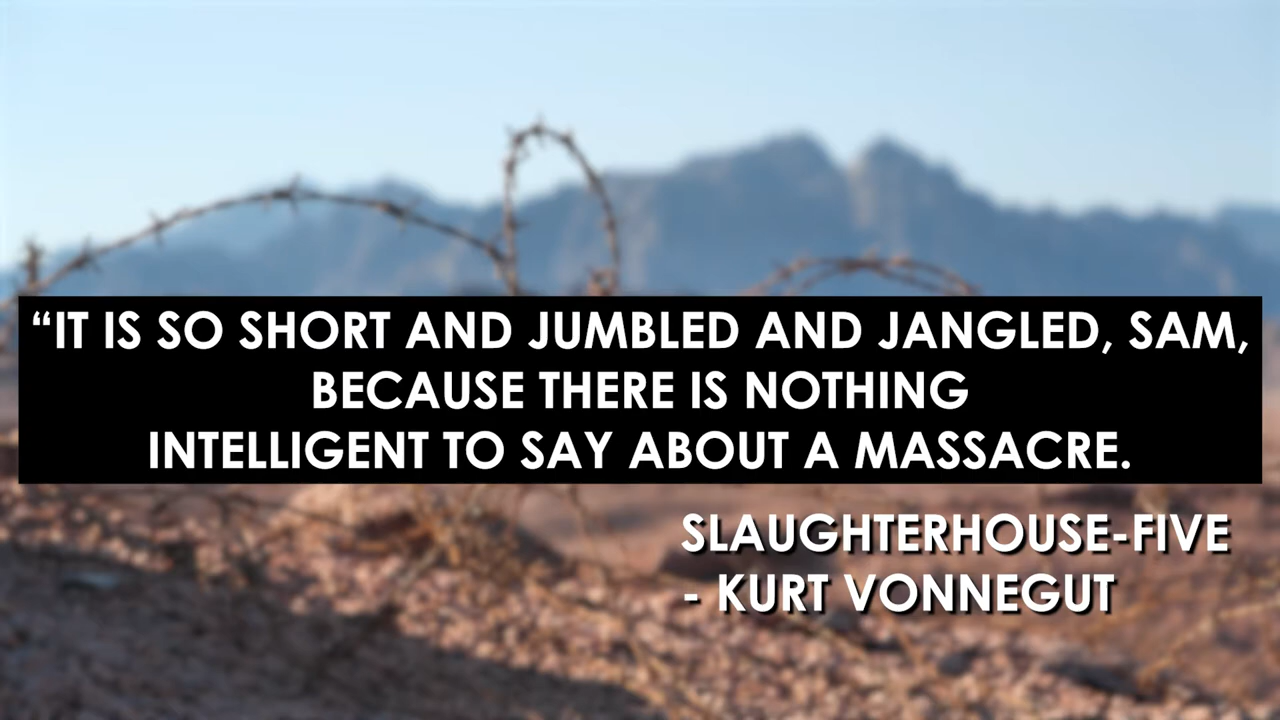 “IT IS SO SHORT AND JUMBLED AND JANGLED, SAM,
BECAUSE THERE IS NOTHING
INTELLIGENT TO SAY ABOUT A MASSACRE.
SLAUGHTERHOUSE-FIVE
- KURT VONNEGUT